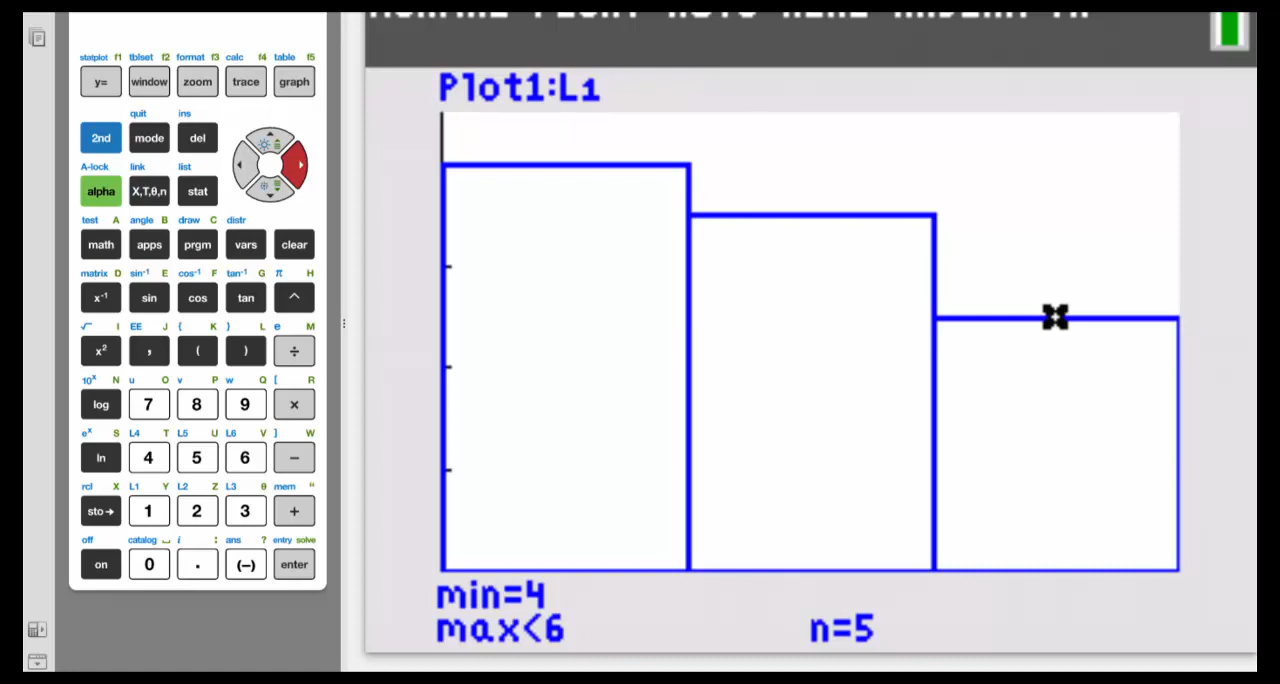 statplot f1 tblset f2 format f3 calc f4 table f5
y= window zoom trace graph
quit ins
2nd mode del
A-lock link list
alpha X,T,θ,n stat
test A angle B draw C distr
math apps prgm vars clear
matrix D sin⁻¹ E cos⁻¹ F tan⁻¹ G π H
x⁻¹ sin cos tan ^
√‾ I EE J { K } L e M
x² , ( ) ÷
10ˣ N u O v P w Q [ R
log 7 8 9 ×
eˣ S L4 T L5 U L6 V ] W
ln 4 5 6 −
rcl X L1 Y L2 Z L3 θ mem "
sto→ 1 2 3 +
off catalog ⎵ i : ans ? entry solve
on 0 . (−) enter
Plot1:L1
min=4
max<6 n=5